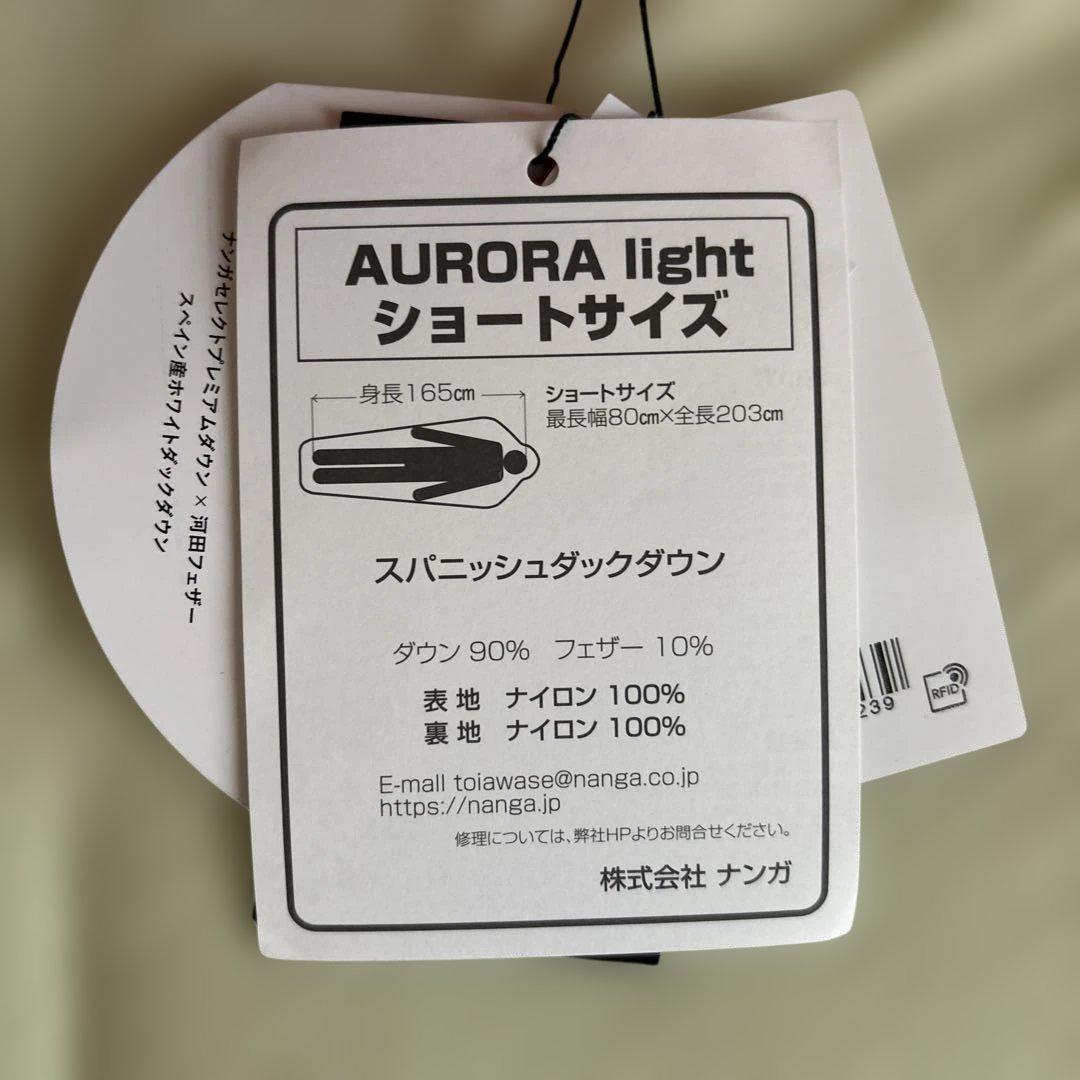 AURORA light
ショートサイズ
身長165㎝
ショートサイズ
最長幅80㎝×全長203㎝
スパニッシュダックダウン
ダウン 90%　フェザー 10%
表 地　ナイロン 100%
裏 地　ナイロン 100%
E-mall toiawase@nanga.co.jp
https://nanga.jp
修理については、弊社HPよりお問合せください。
株式会社 ナンガ
ナンガセレクトプレミアムダウン × 河田フェザー
スペイン産ホワイトダックダウン
239
RFID